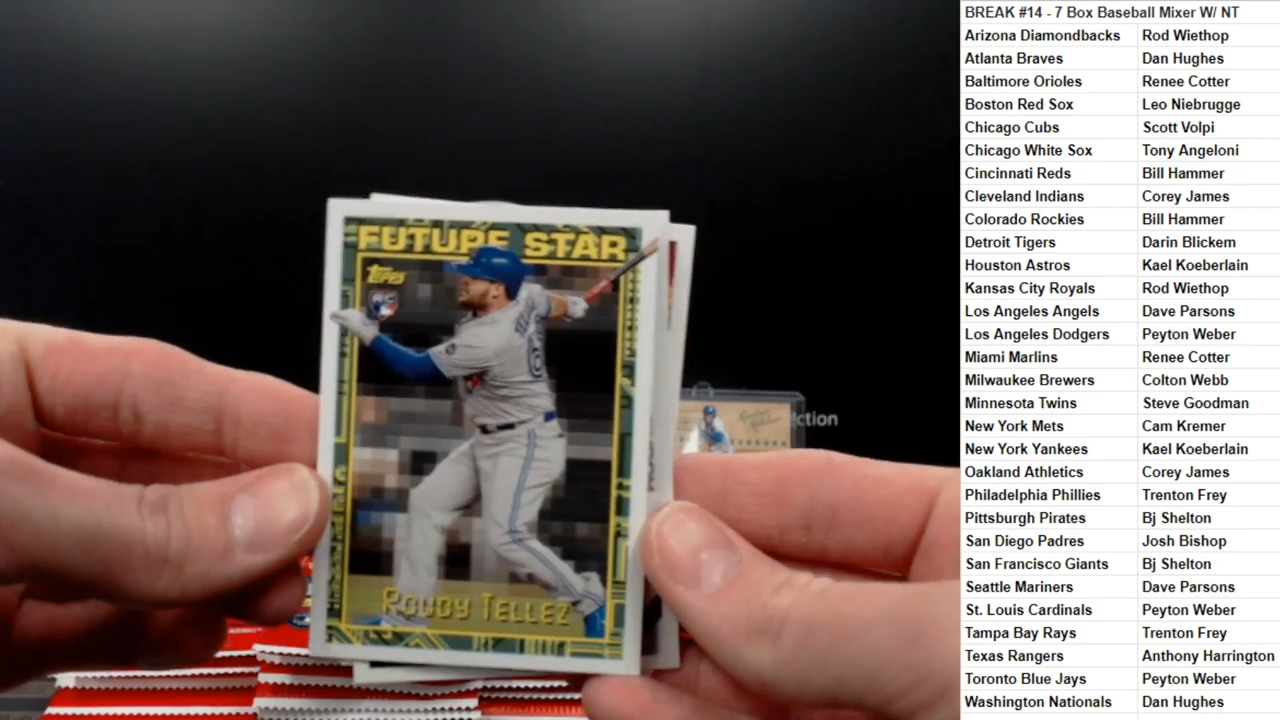 FUTURE STAR
Topps
ROWDY TELLEZ
ction
BREAK #14 - 7 Box Baseball Mixer W/ NT
Arizona Diamondbacks Rod Wiethop
Atlanta Braves Dan Hughes
Baltimore Orioles Renee Cotter
Boston Red Sox Leo Niebrugge
Chicago Cubs Scott Volpi
Chicago White Sox Tony Angeloni
Cincinnati Reds Bill Hammer
Cleveland Indians Corey James
Colorado Rockies Bill Hammer
Detroit Tigers Darin Blickem
Houston Astros Kael Koeberlain
Kansas City Royals Rod Wiethop
Los Angeles Angels Dave Parsons
Los Angeles Dodgers Peyton Weber
Miami Marlins Renee Cotter
Milwaukee Brewers Colton Webb
Minnesota Twins Steve Goodman
New York Mets Cam Kremer
New York Yankees Kael Koeberlain
Oakland Athletics Corey James
Philadelphia Phillies Trenton Frey
Pittsburgh Pirates Bj Shelton
San Diego Padres Josh Bishop
San Francisco Giants Bj Shelton
Seattle Mariners Dave Parsons
St. Louis Cardinals Peyton Weber
Tampa Bay Rays Trenton Frey
Texas Rangers Anthony Harrington
Toronto Blue Jays Peyton Weber
Washington Nationals Dan Hughes